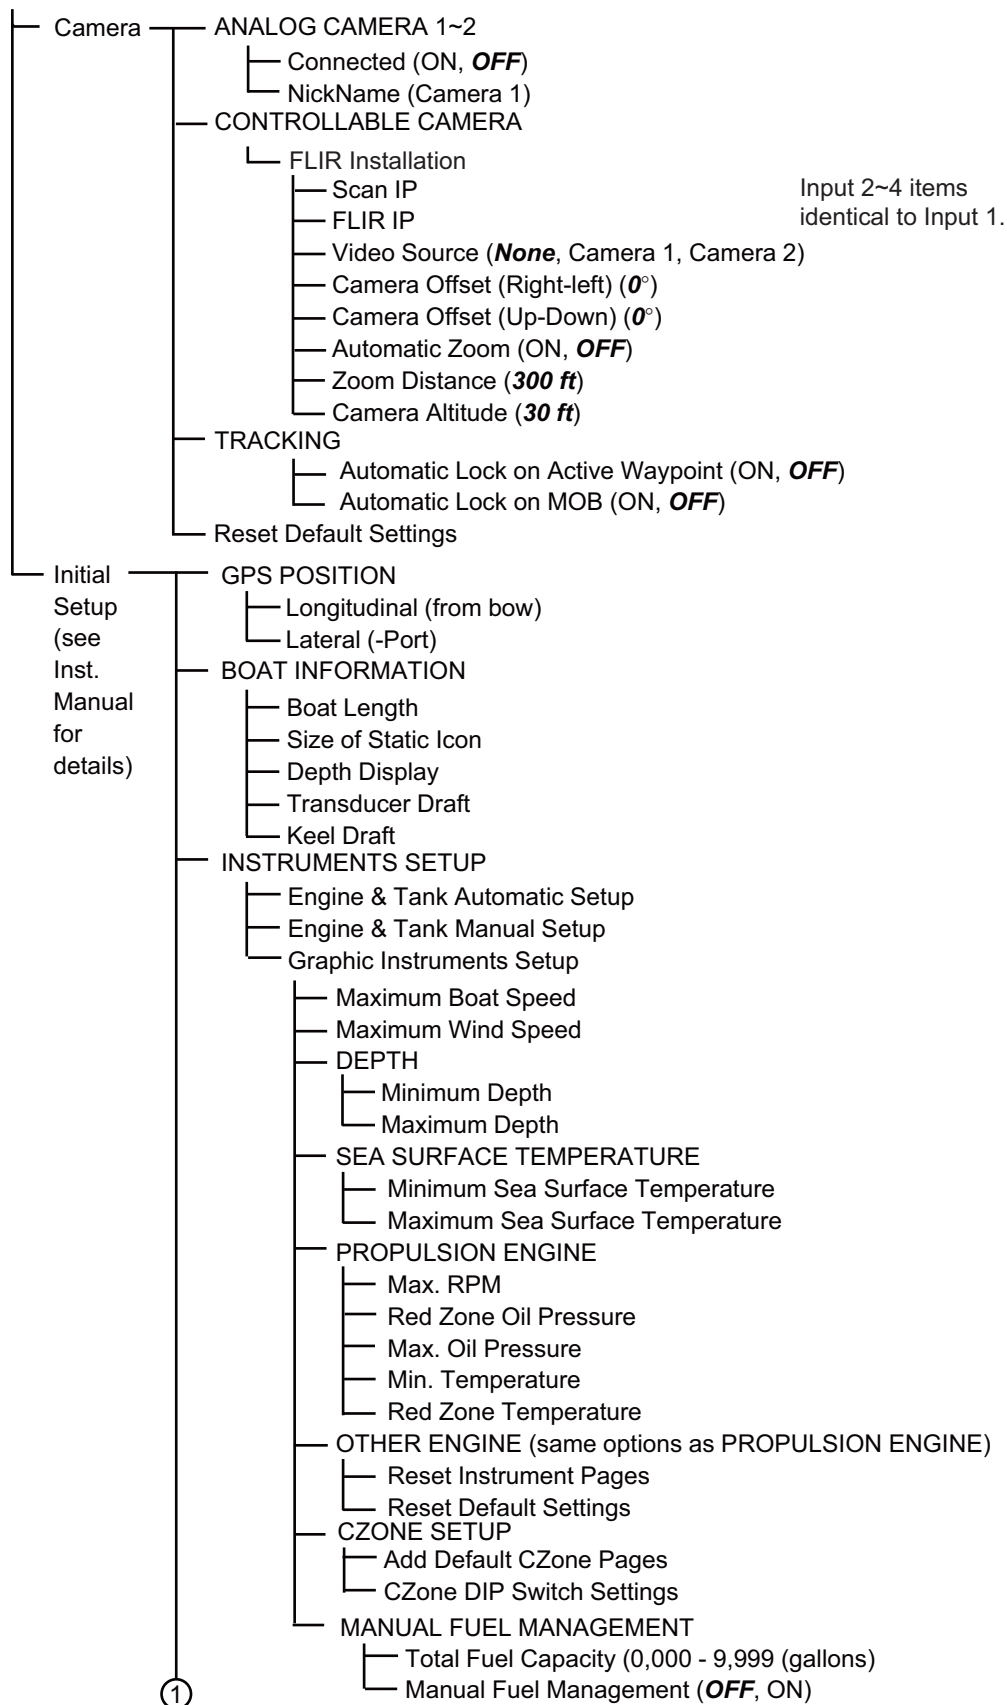 Camera
ANALOG CAMERA 1~2
Connected (ON, OFF)
NickName (Camera 1)
CONTROLLABLE CAMERA
FLIR Installation
Scan IP
FLIR IP
Video Source (None, Camera 1, Camera 2)
Camera Offset (Right-left) (0°)
Camera Offset (Up-Down) (0°)
Automatic Zoom (ON, OFF)
Zoom Distance (300 ft)
Camera Altitude (30 ft)
Input 2~4 items
identical to Input 1.
TRACKING
Automatic Lock on Active Waypoint (ON, OFF)
Automatic Lock on MOB (ON, OFF)
Reset Default Settings
Initial
Setup
(see
Inst.
Manual
for
details)
GPS POSITION
Longitudinal (from bow)
Lateral (-Port)
BOAT INFORMATION
Boat Length
Size of Static Icon
Depth Display
Transducer Draft
Keel Draft
INSTRUMENTS SETUP
Engine & Tank Automatic Setup
Engine & Tank Manual Setup
Graphic Instruments Setup
Maximum Boat Speed
Maximum Wind Speed
DEPTH
Minimum Depth
Maximum Depth
SEA SURFACE TEMPERATURE
Minimum Sea Surface Temperature
Maximum Sea Surface Temperature
PROPULSION ENGINE
Max. RPM
Red Zone Oil Pressure
Max. Oil Pressure
Min. Temperature
Red Zone Temperature
OTHER ENGINE (same options as PROPULSION ENGINE)
Reset Instrument Pages
Reset Default Settings
CZONE SETUP
Add Default CZone Pages
CZone DIP Switch Settings
MANUAL FUEL MANAGEMENT
Total Fuel Capacity (0,000 - 9,999 (gallons)
Manual Fuel Management (OFF, ON)
1